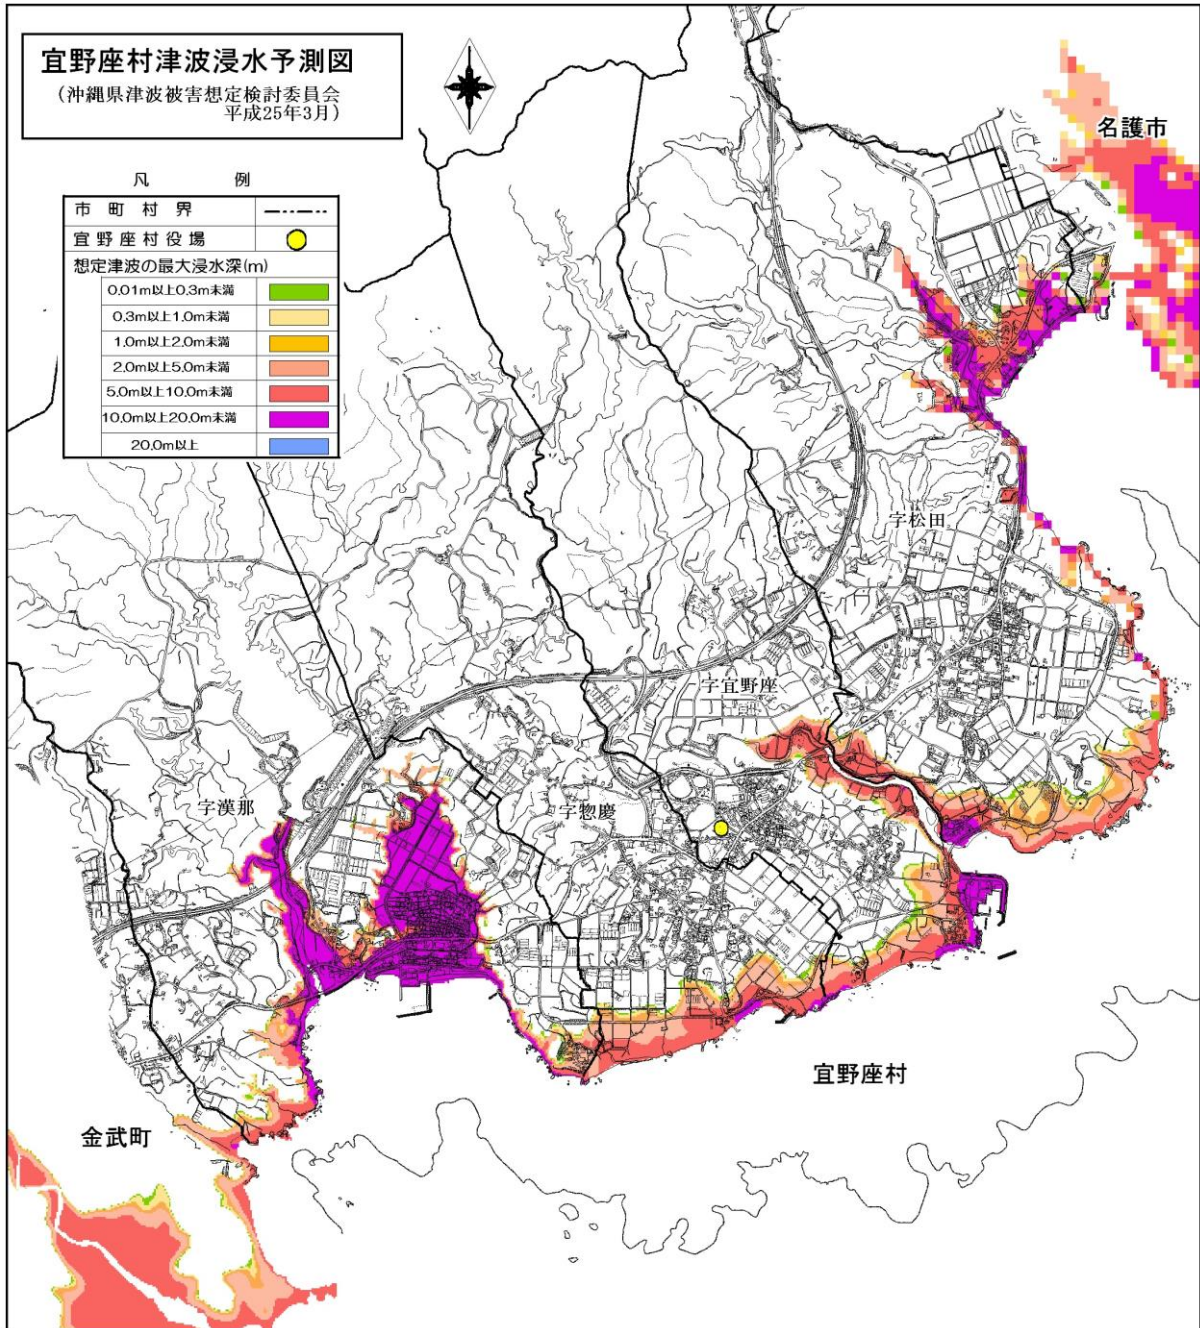 宜野座村津波浸水予測図
(沖縄県津波被害想定検討委員会
平成25年3月)
凡 例
市町村界
宜野座村役場
想定津波の最大浸水深(m)
0.01m以上0.3m未満
0.3m以上1.0m未満
1.0m以上2.0m未満
2.0m以上5.0m未満
5.0m以上10.0m未満
10.0m以上20.0m未満
20.0m以上
名護市
字松田
字宜野座
字漢那
字惣慶
宜野座村
金武町